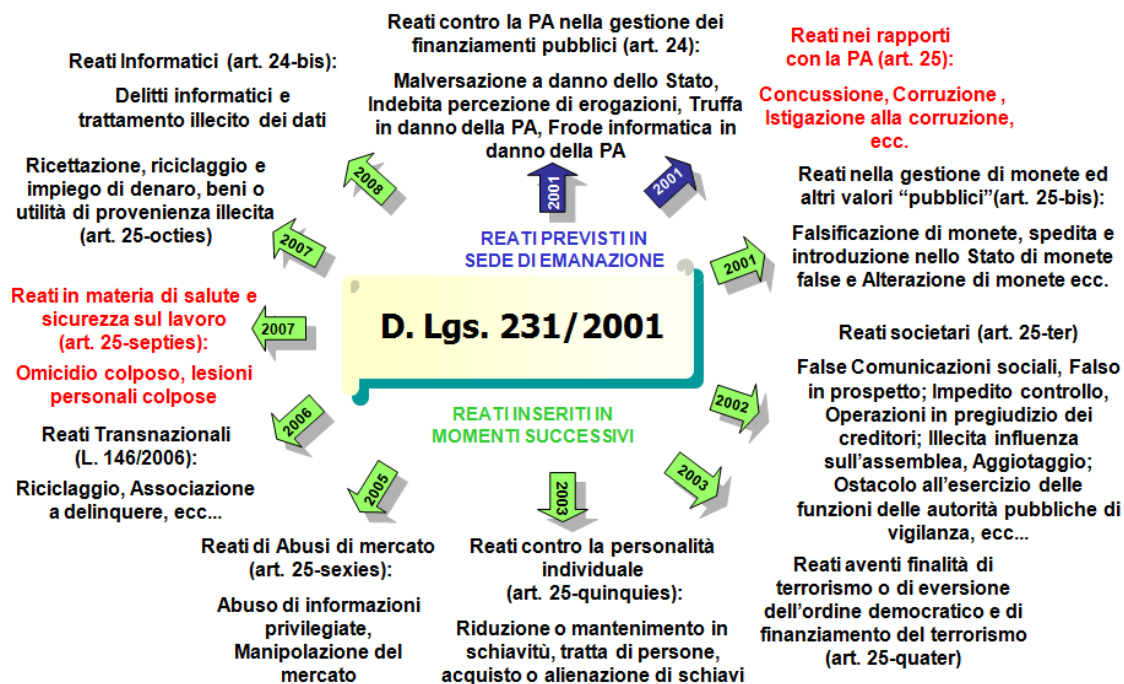 Reati contro la PA nella gestione dei
finanziamenti pubblici (art. 24):
Malversazione a danno dello Stato,
Indebita percezione di erogazioni, Truffa
in danno della PA, Frode informatica in
danno della PA
2001
Reati nei rapporti
con la PA (art. 25):
Concussione, Corruzione ,
Istigazione alla corruzione,
ecc.
2001
Reati nella gestione di monete ed
altri valori “pubblici”(art. 25-bis):
Falsificazione di monete, spedita e
introduzione nello Stato di monete
false e Alterazione di monete ecc.
2001
Reati societari (art. 25-ter)
False Comunicazioni sociali, Falso
in prospetto; Impedito controllo,
Operazioni in pregiudizio dei
creditori; Illecita influenza
sull’assemblea, Aggiotaggio;
Ostacolo all’esercizio delle
funzioni delle autorità pubbliche di
vigilanza, ecc...
2002
Reati aventi finalità di
terrorismo o di eversione
dell’ordine democratico e di
finanziamento del terrorismo
(art. 25-quater)
2003
Reati contro la personalità
individuale
(art. 25-quinquies):
Riduzione o mantenimento in
schiavitù, tratta di persone,
acquisto o alienazione di schiavi
2003
Reati di Abusi di mercato
(art. 25-sexies):
Abuso di informazioni
privilegiate,
Manipolazione del
mercato
2005
Reati Transnazionali
(L. 146/2006):
Riciclaggio, Associazione
a delinquere, ecc...
2006
Reati in materia di salute e
sicurezza sul lavoro
(art. 25-septies):
Omicidio colposo, lesioni
personali colpose
2007
Ricettazione, riciclaggio e
impiego di denaro, beni o
utilità di provenienza illecita
(art. 25-octies)
2007
Reati Informatici (art. 24-bis):
Delitti informatici e
trattamento illecito dei dati
2008
REATI PREVISTI IN
SEDE DI EMANAZIONE
D. Lgs. 231/2001
REATI INSERITI IN
MOMENTI SUCCESSIVI